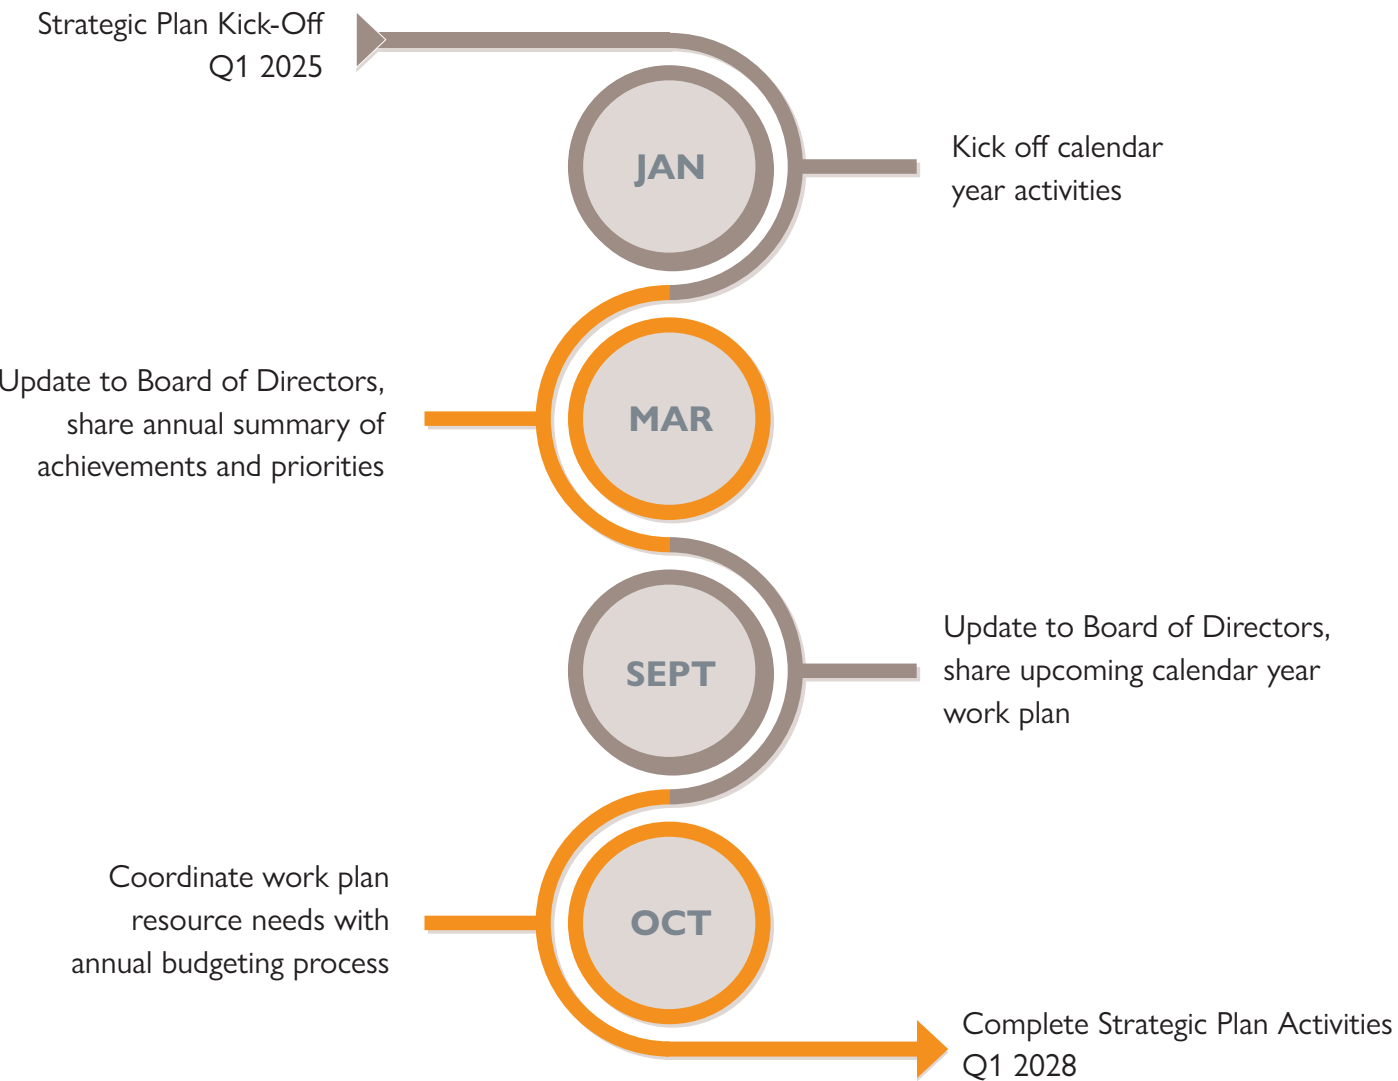 Strategic Plan Kick-Off
Q1 2025
JAN
Kick off calendar
year activities
Update to Board of Directors,
share annual summary of
achievements and priorities
MAR
SEPT
Update to Board of Directors,
share upcoming calendar year
work plan
Coordinate work plan
resource needs with
annual budgeting process
OCT
Complete Strategic Plan Activities
Q1 2028